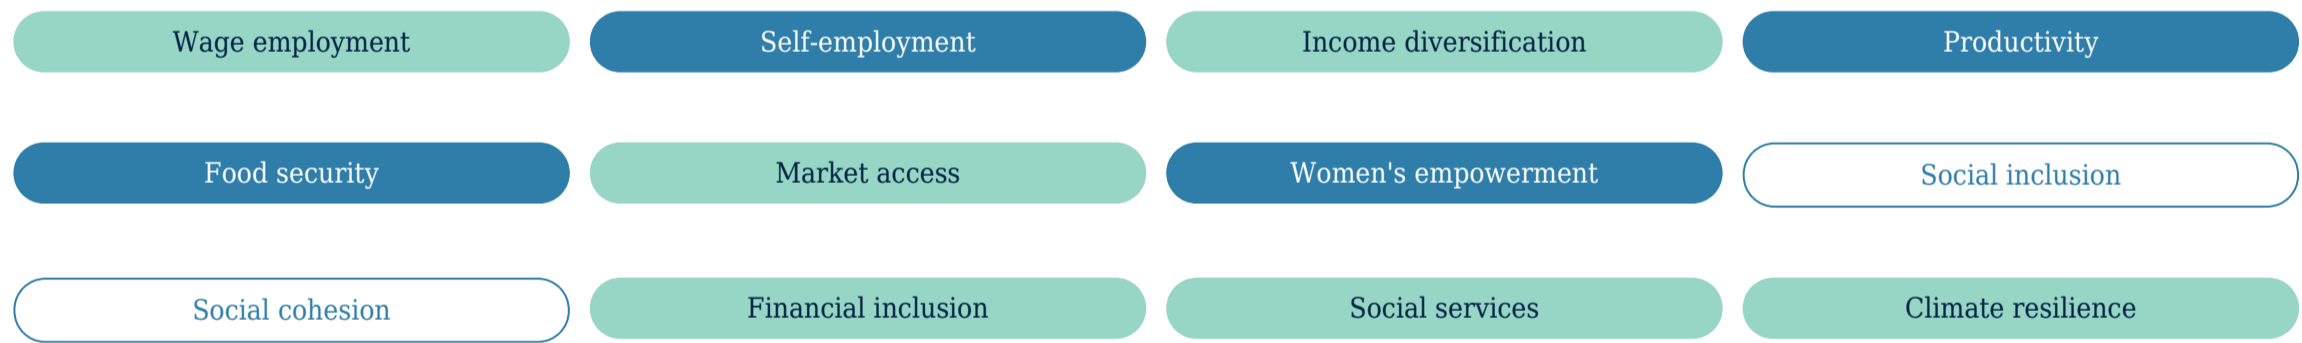 Wage employment
Self-employment
Income diversification
Productivity
Food security
Market access
Women's empowerment
Social inclusion
Social cohesion
Financial inclusion
Social services
Climate resilience